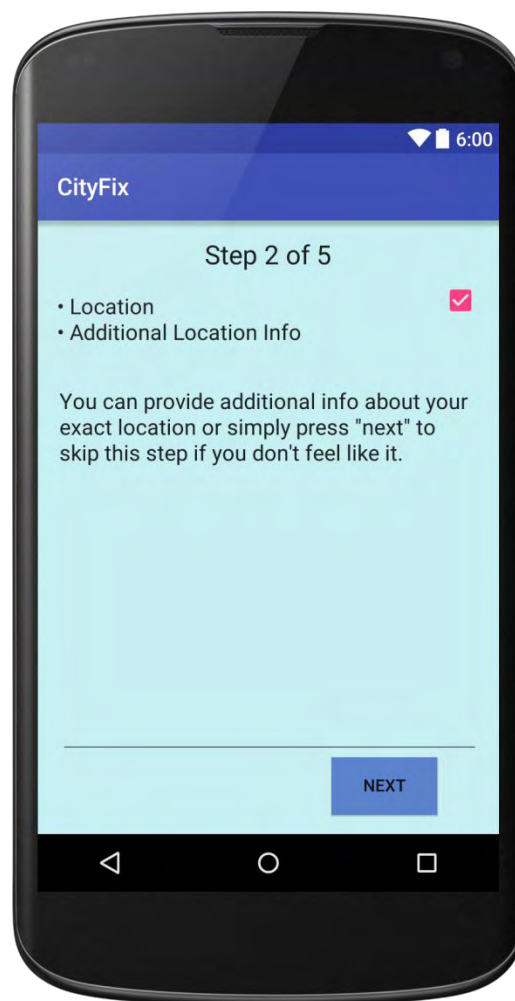 6:00
CityFix
Step 2 of 5
• Location
• Additional Location Info
You can provide additional info about your
exact location or simply press "next" to
skip this step if you don't feel like it.
NEXT